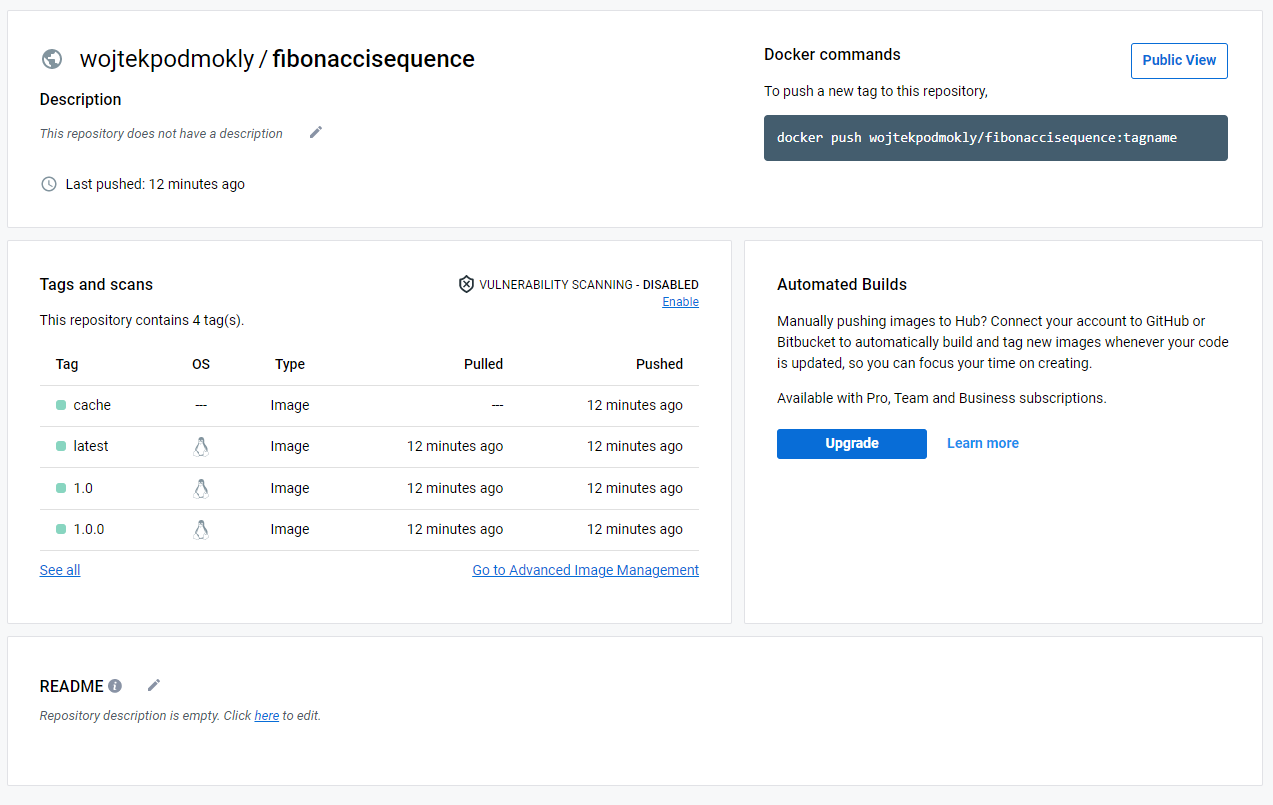 wojtekpodmokly / fibonaccisequence
Description
This repository does not have a description
Last pushed: 12 minutes ago
Docker commands
Public View
To push a new tag to this repository,
docker push wojtekpodmokly/fibonaccisequence:tagname
Tags and scans
VULNERABILITY SCANNING - DISABLED
Enable
This repository contains 4 tag(s).
Tag OS Type Pulled Pushed
cache --- Image --- 12 minutes ago
latest Image 12 minutes ago 12 minutes ago
1.0 Image 12 minutes ago 12 minutes ago
1.0.0 Image 12 minutes ago 12 minutes ago
See all Go to Advanced Image Management
Automated Builds
Manually pushing images to Hub? Connect your account to GitHub or
Bitbucket to automatically build and tag new images whenever your code
is updated, so you can focus your time on creating.
Available with Pro, Team and Business subscriptions.
Upgrade Learn more
README
Repository description is empty. Click here to edit.